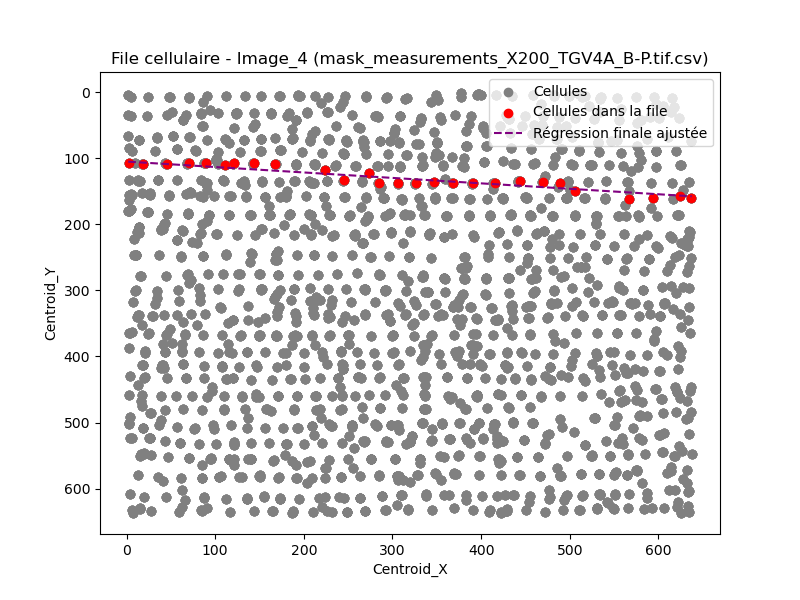 File cellulaire - Image_4 (mask_measurements_X200_TGV4A_B-P.tif.csv)
Cellules
Cellules dans la file
Régression finale ajustée
Centroid_Y
0
100
200
300
400
500
600
0 100 200 300 400 500 600
Centroid_X